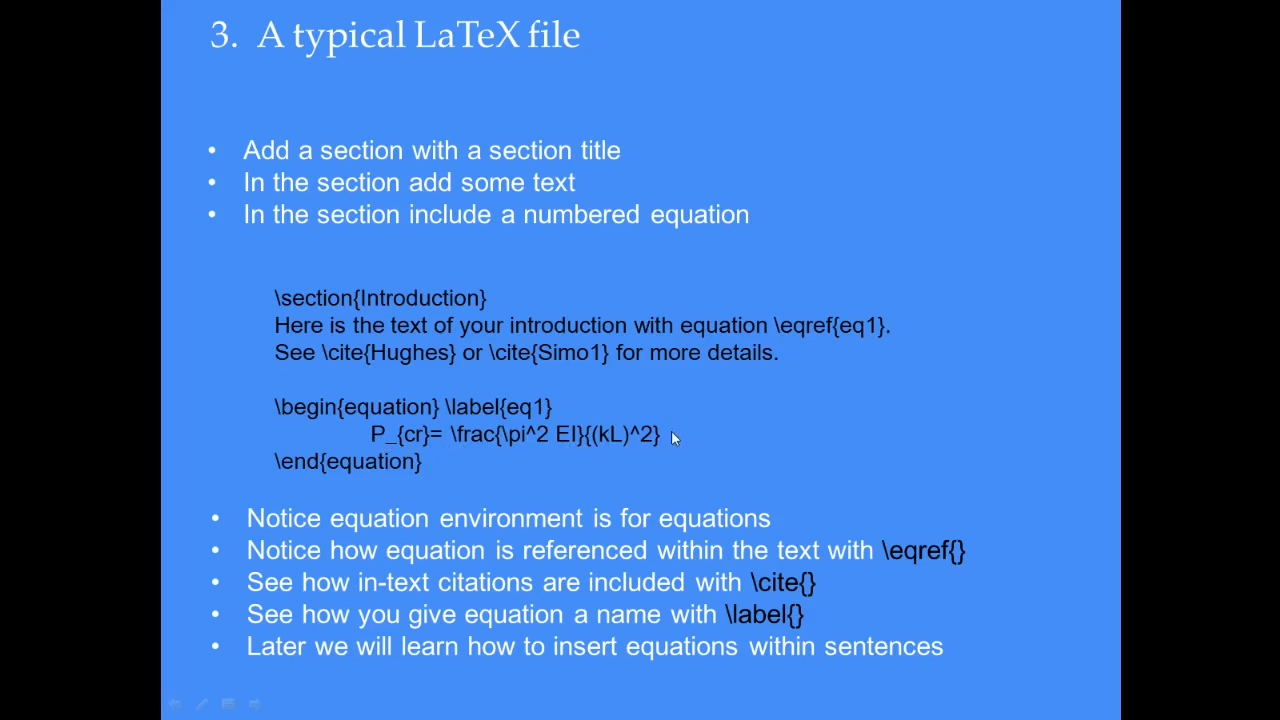 3. A typical LaTeX file
• Add a section with a section title
• In the section add some text
• In the section include a numbered equation
\section{Introduction}
Here is the text of your introduction with equation \eqref{eq1}.
See \cite{Hughes} or \cite{Simo1} for more details.
\begin{equation} \label{eq1}
P_{cr}= \frac{\pi^2 EI}{(kL)^2}
\end{equation}
• Notice equation environment is for equations
• Notice how equation is referenced within the text with \eqref{}
• See how in-text citations are included with \cite{}
• See how you give equation a name with \label{}
• Later we will learn how to insert equations within sentences